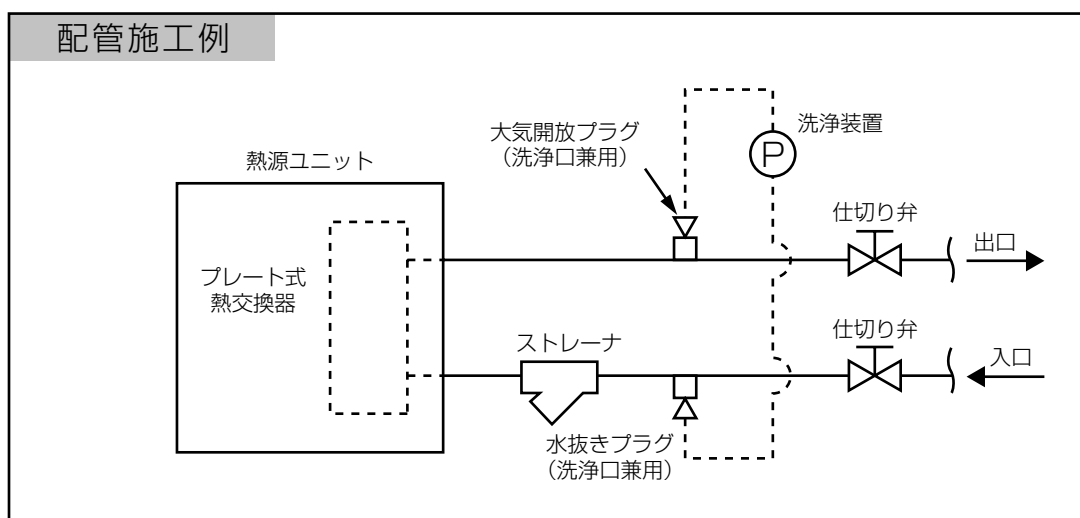 配管施工例
大気開放プラグ
（洗浄口兼用）
洗浄装置
P
熱源ユニット
仕切り弁
出口
プレート式
熱交換器
ストレーナ
仕切り弁
入口
水抜きプラグ
（洗浄口兼用）